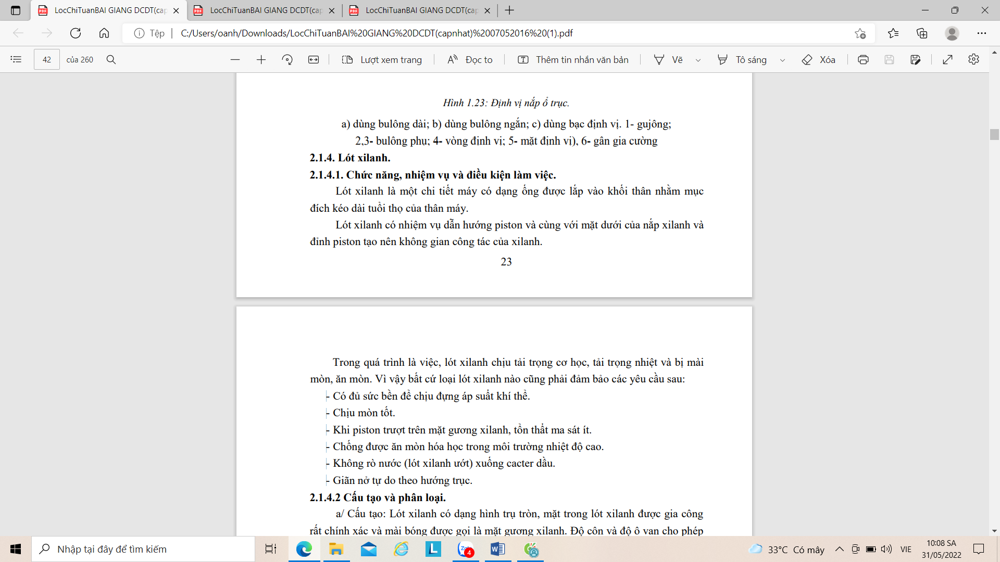 LocChiTuanBAI GIANG DCDT(cap
LocChiTuanBAI GIANG DCDT(cap
LocChiTuanBAI GIANG DCDT(cap
Tệp
C:/Users/oanh/Downloads/LocChiTuanBAI%20GIANG%20DCDT(capnhat)%2007052016%20(1).pdf
42 của 260
Lượt xem trang
Đọc to
Thêm tin nhắn văn bản
Vẽ
Tô sáng
Xóa
Hình 1.23: Định vị nắp ổ trục.
a) dùng bulông dài; b) dùng bulông ngắn; c) dùng bạc định vị. 1- gujông;
2,3- bulông phụ; 4- vòng định vị; 5- mặt định vị), 6- gân gia cường
2.1.4. Lót xilanh.
2.1.4.1. Chức năng, nhiệm vụ và điều kiện làm việc.
Lót xilanh là một chi tiết máy có dạng ống được lắp vào khối thân nhằm mục
đích kéo dài tuổi thọ của thân máy.
Lót xilanh có nhiệm vụ dẫn hướng piston và cùng với mặt dưới của nắp xilanh và
đỉnh piston tạo nên không gian công tác của xilanh.
23
Trong quá trình là việc, lót xilanh chịu tải trọng cơ học, tải trọng nhiệt và bị mài
mòn, ăn mòn. Vì vậy bất cứ loại lót xilanh nào cũng phải đảm bảo các yêu cầu sau:
- Có đủ sức bền để chịu đựng áp suất khí thể.
- Chịu mòn tốt.
- Khi piston trượt trên mặt gương xilanh, tổn thất ma sát ít.
- Chống được ăn mòn hóa học trong môi trường nhiệt độ cao.
- Không rò nước (lót xilanh ướt) xuống cacter dầu.
- Giãn nở tự do theo hướng trục.
2.1.4.2 Cấu tạo và phân loại.
a/ Cấu tạo: Lót xilanh có dạng hình trụ tròn, mặt trong lót xilanh được gia công
rất chính xác và mài bóng được gọi là mặt gương xilanh. Độ côn và độ ô van cho phép
Nhập tại đây để tìm kiếm
4
33°C Có mây
VIE
10:08 SA
31/05/2022